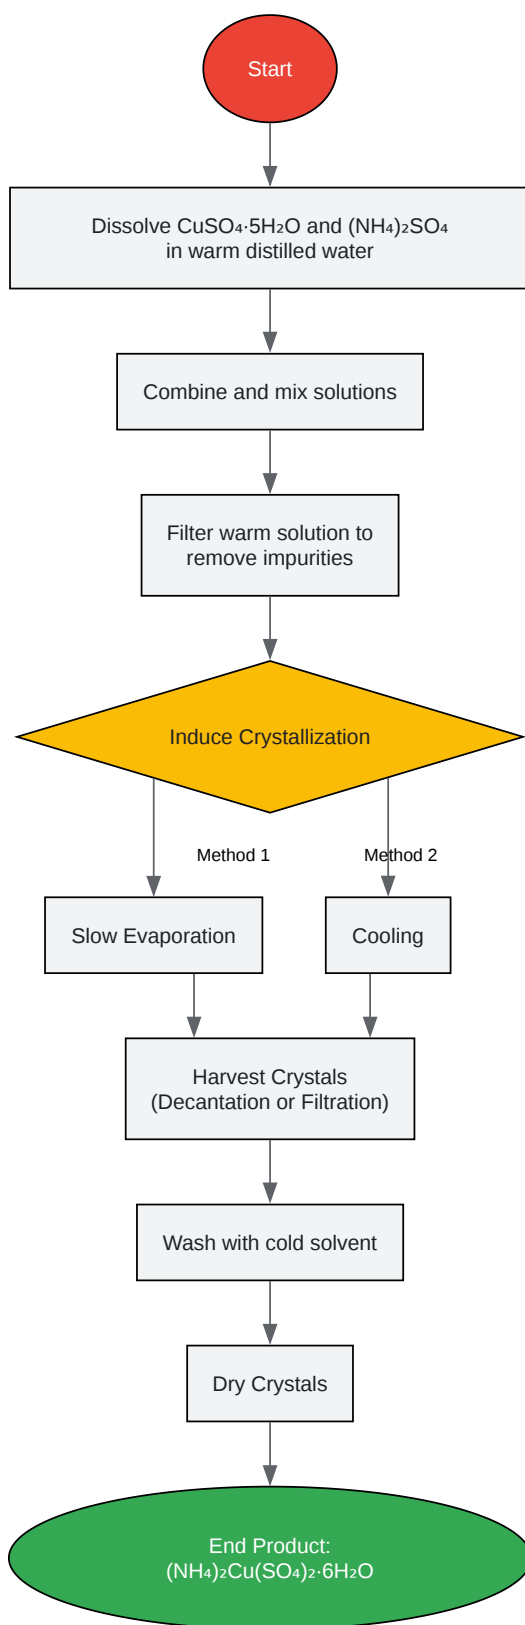 Start
Dissolve CuSO₄·5H₂O and (NH₄)₂SO₄
in warm distilled water
Combine and mix solutions
Filter warm solution to
remove impurities
Induce Crystallization
Method 1
Method 2
Slow Evaporation
Cooling
Harvest Crystals
(Decantation or Filtration)
Wash with cold solvent
Dry Crystals
End Product:
(NH₄)₂Cu(SO₄)₂·6H₂O